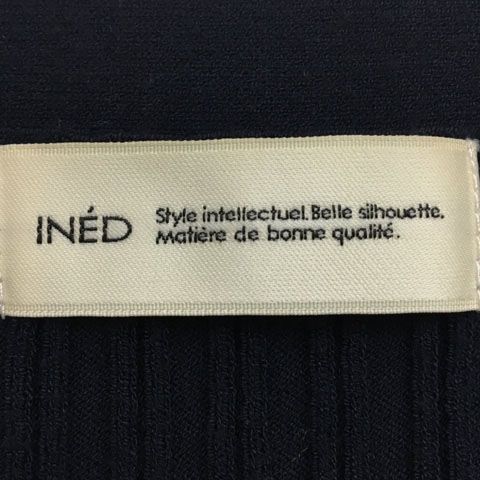 INÉD
Style intellectuel. Belle silhouette.
Matière de bonne qualité.